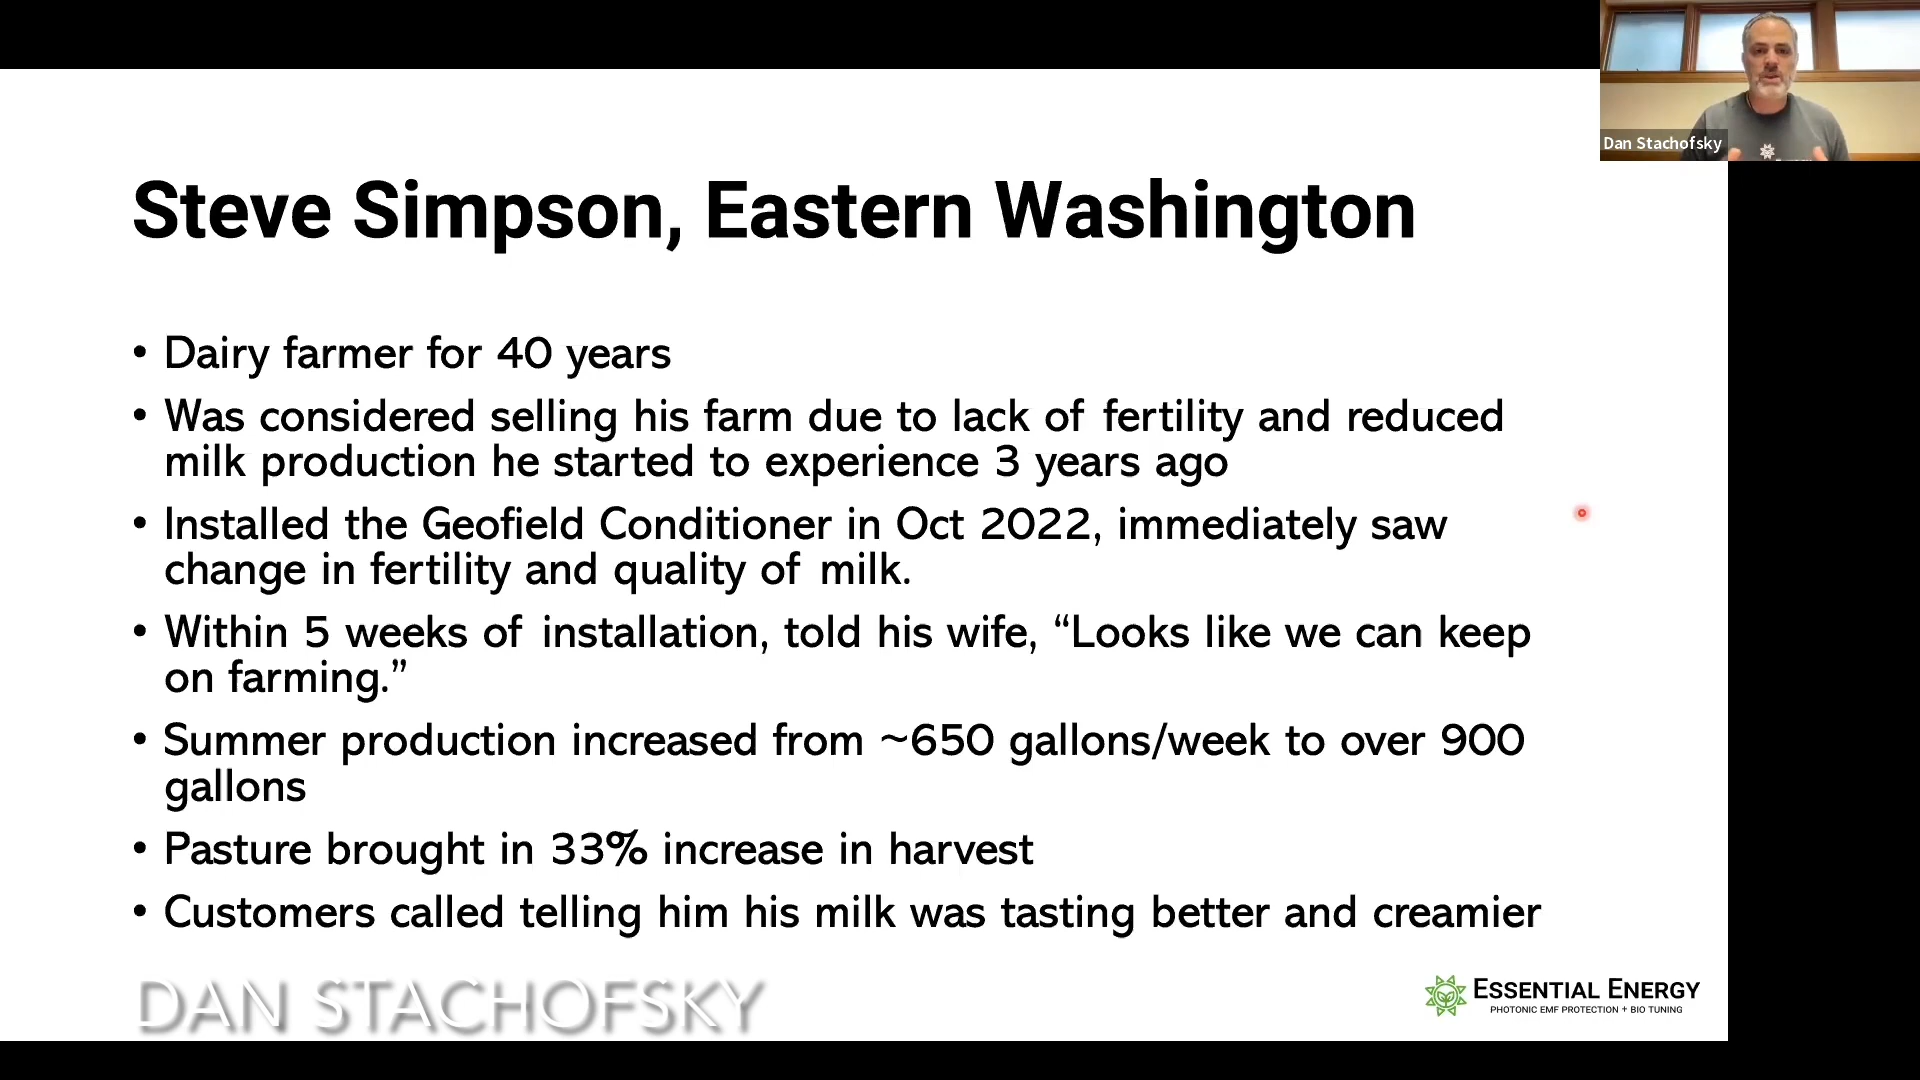 Dan Stachofsky
Steve Simpson, Eastern Washington
• Dairy farmer for 40 years
• Was considered selling his farm due to lack of fertility and reduced
milk production he started to experience 3 years ago
• Installed the Geofield Conditioner in Oct 2022, immediately saw
change in fertility and quality of milk.
• Within 5 weeks of installation, told his wife, “Looks like we can keep
on farming.”
• Summer production increased from ~650 gallons/week to over 900
gallons
• Pasture brought in 33% increase in harvest
• Customers called telling him his milk was tasting better and creamier
DAN STACHOFSKY
ESSENTIAL ENERGY
PHOTONIC EMF PROTECTION + BIO TUNING